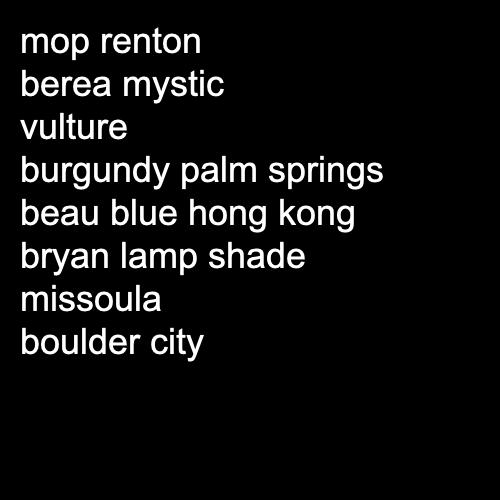 mop renton
berea mystic
vulture
burgundy palm springs
beau blue hong kong
bryan lamp shade
missoula
boulder city